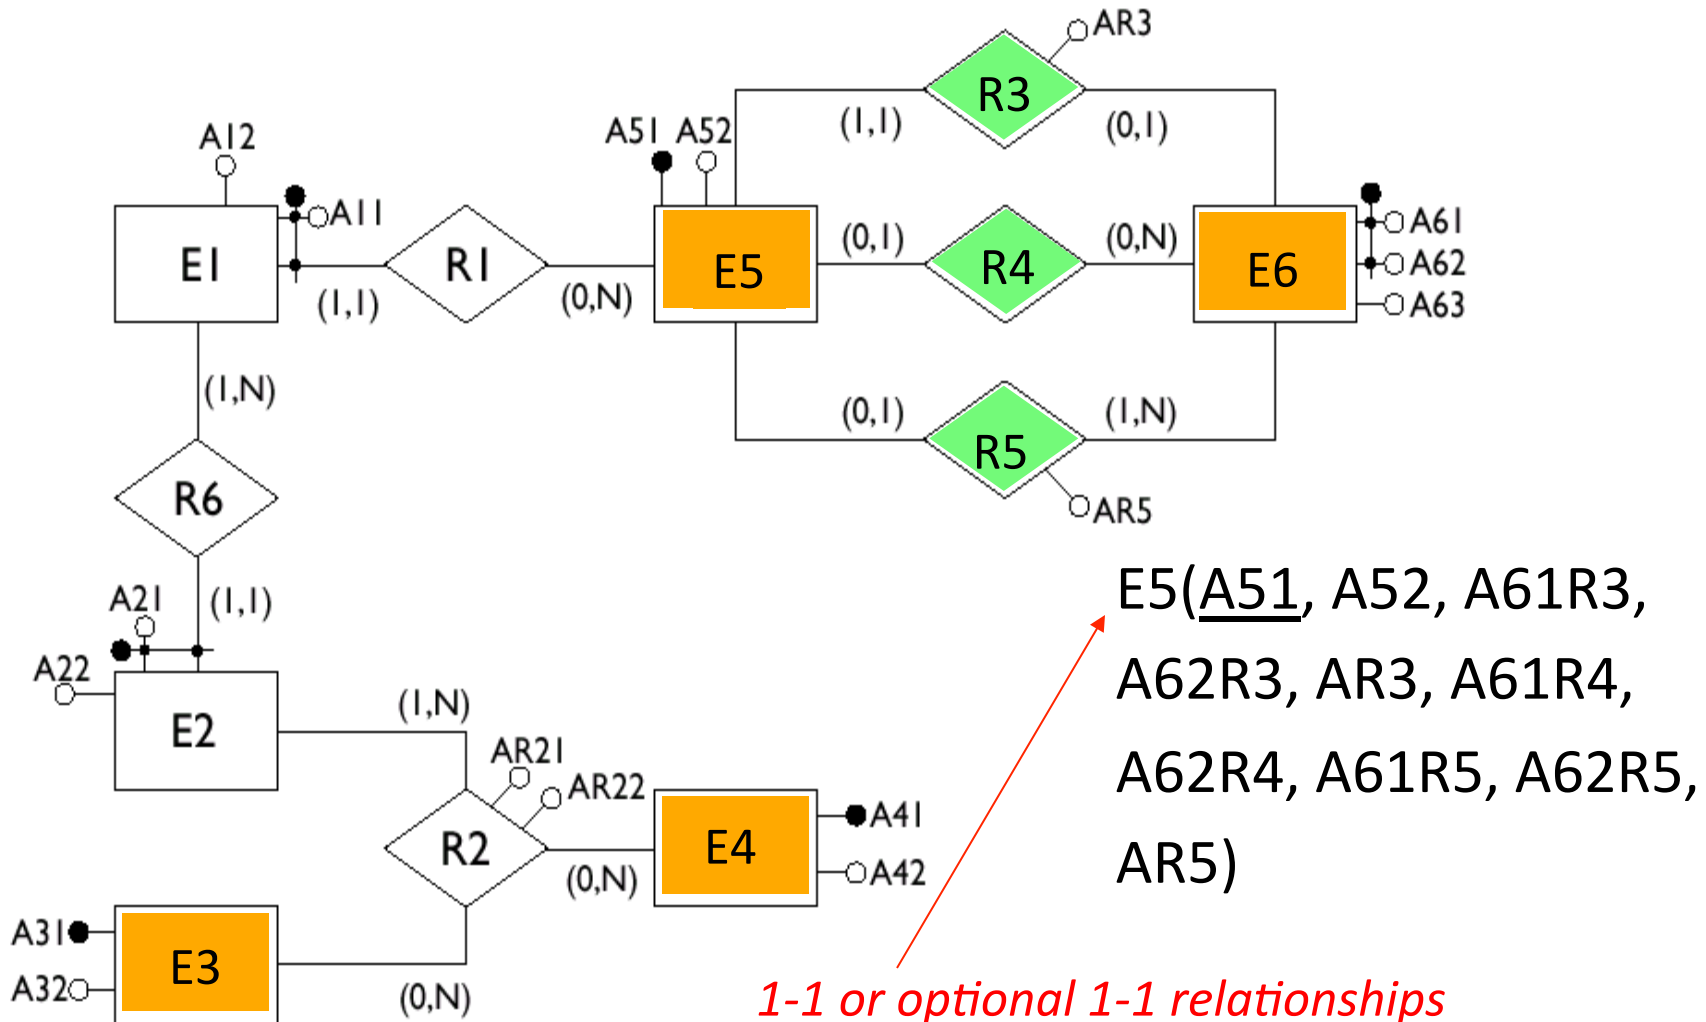 AR3
R3
(1,1)
(0,1)
A12
A51 A52
A11
E1
(1,1)
R1
(0,N)
E5
(0,1)
R4
(0,N)
E6
A61
A62
A63
(1,N)
(0,1)
R5
(1,N)
AR5
R6
A21
(1,1)
A22
E2
(1,N)
AR21
AR22
R2
(0,N)
E4
A41
A42
A31
A32
E3
(0,N)
E5(A51, A52, A61R3,
A62R3, AR3, A61R4,
A62R4, A61R5, A62R5,
AR5)
1-1 or optional 1-1 relationships